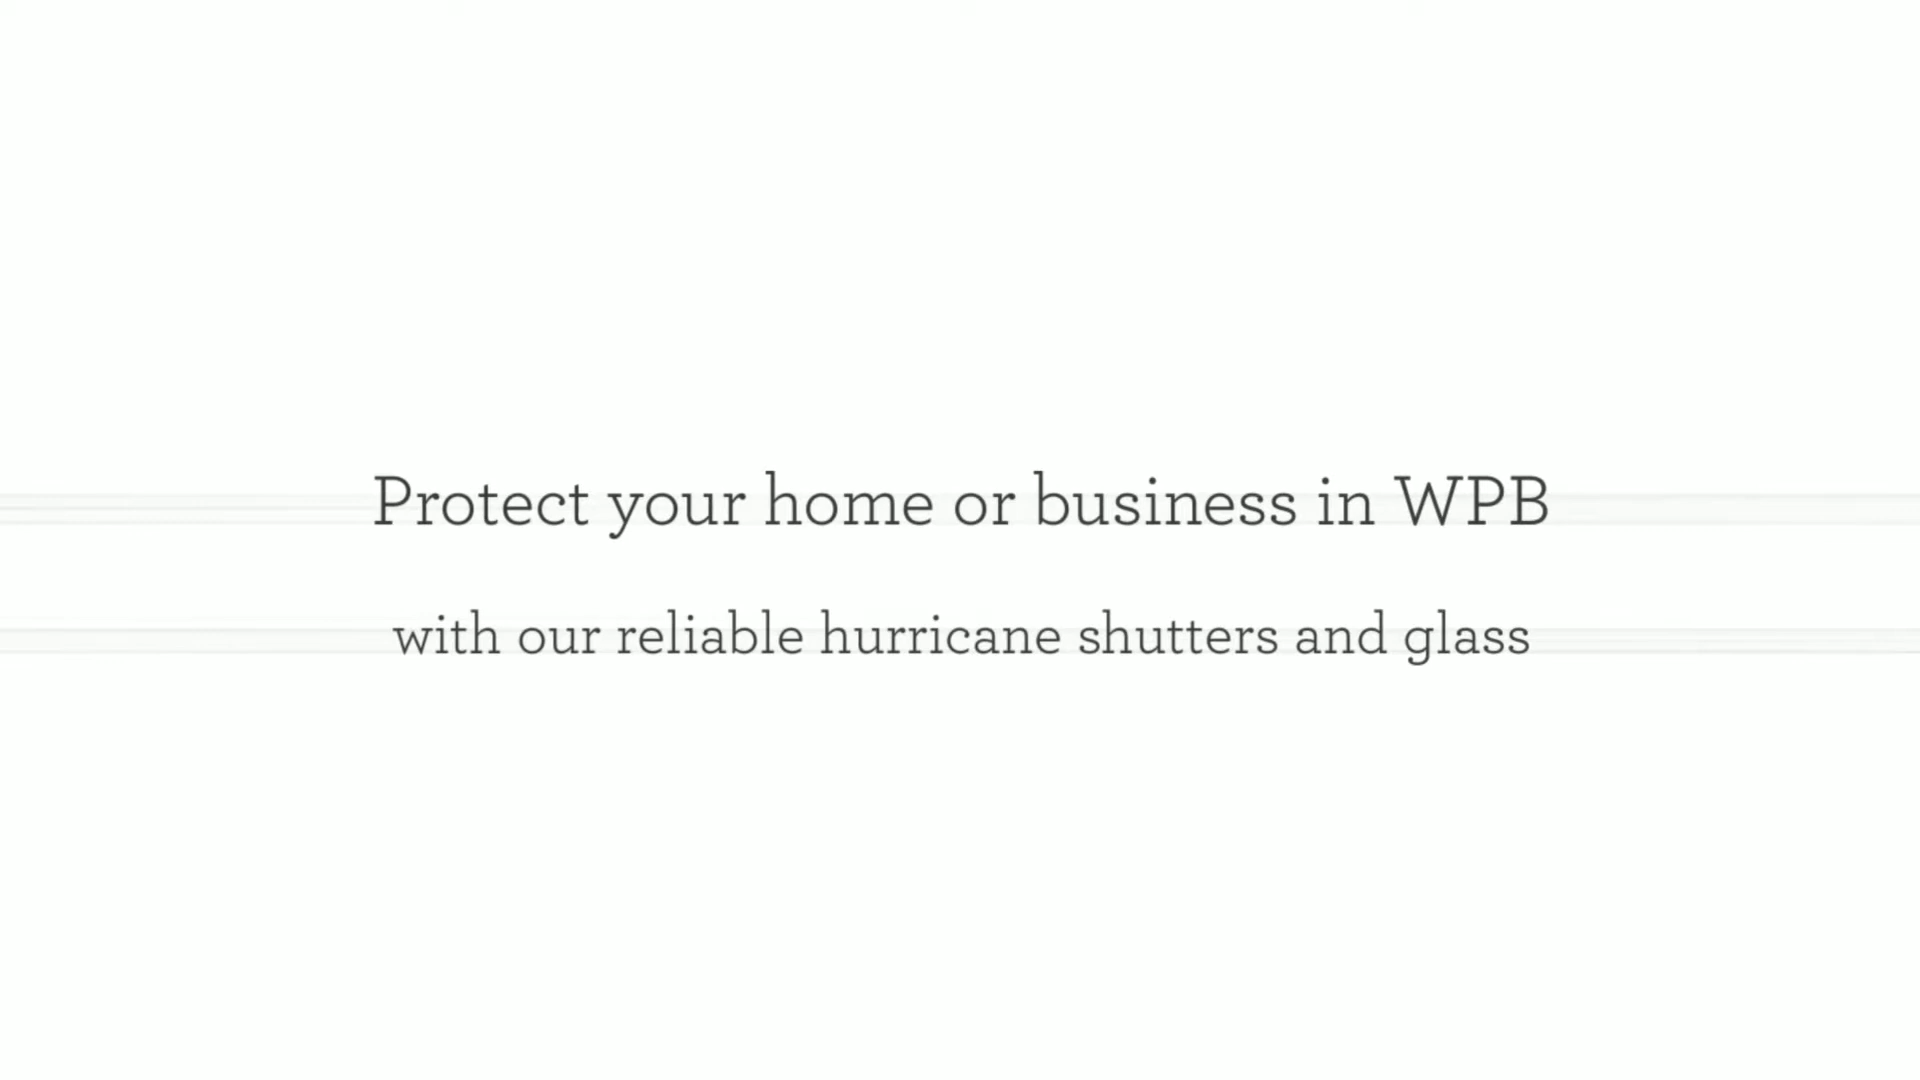 Protect your home or business in WPB
with our reliable hurricane shutters and glass